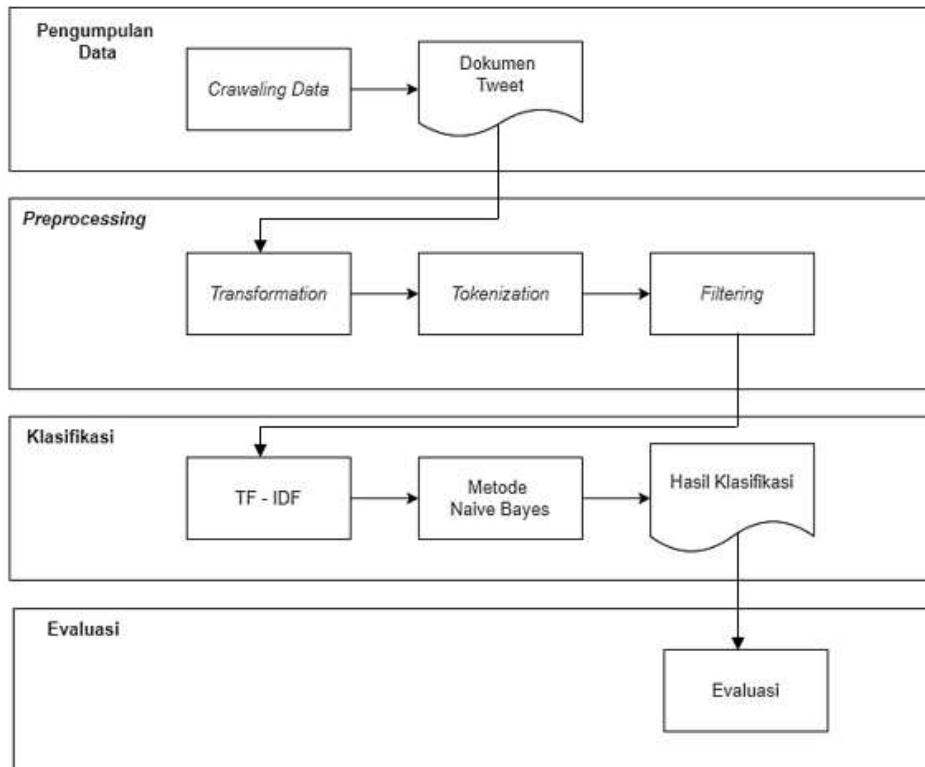 Pengumpulan
Data
Crawaling Data
Dokumen
Tweet
Preprocessing
Transformation
Tokenization
Filtering
Klasifikasi
TF - IDF
Metode
Naive Bayes
Hasil Klasifikasi
Evaluasi
Evaluasi